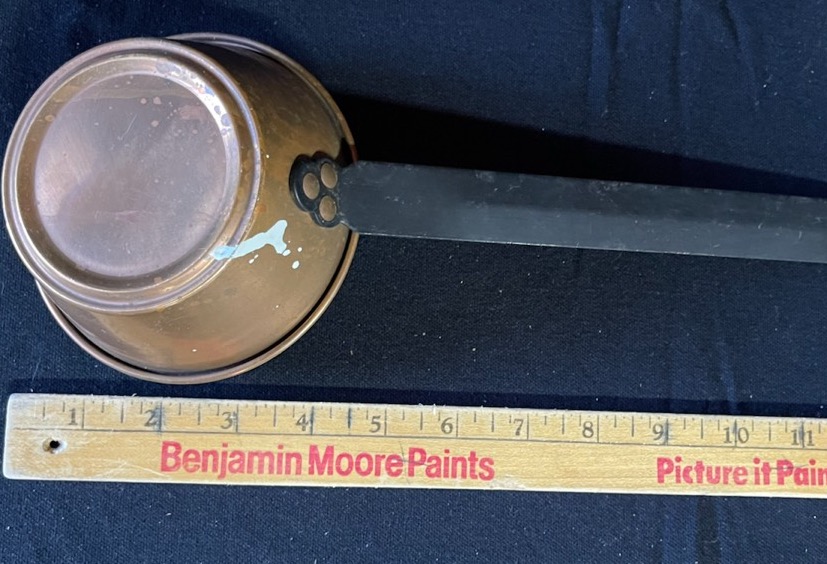 1 2 3 4 5 6 7 8 9 10 11
Benjamin Moore Paints Picture it Pain